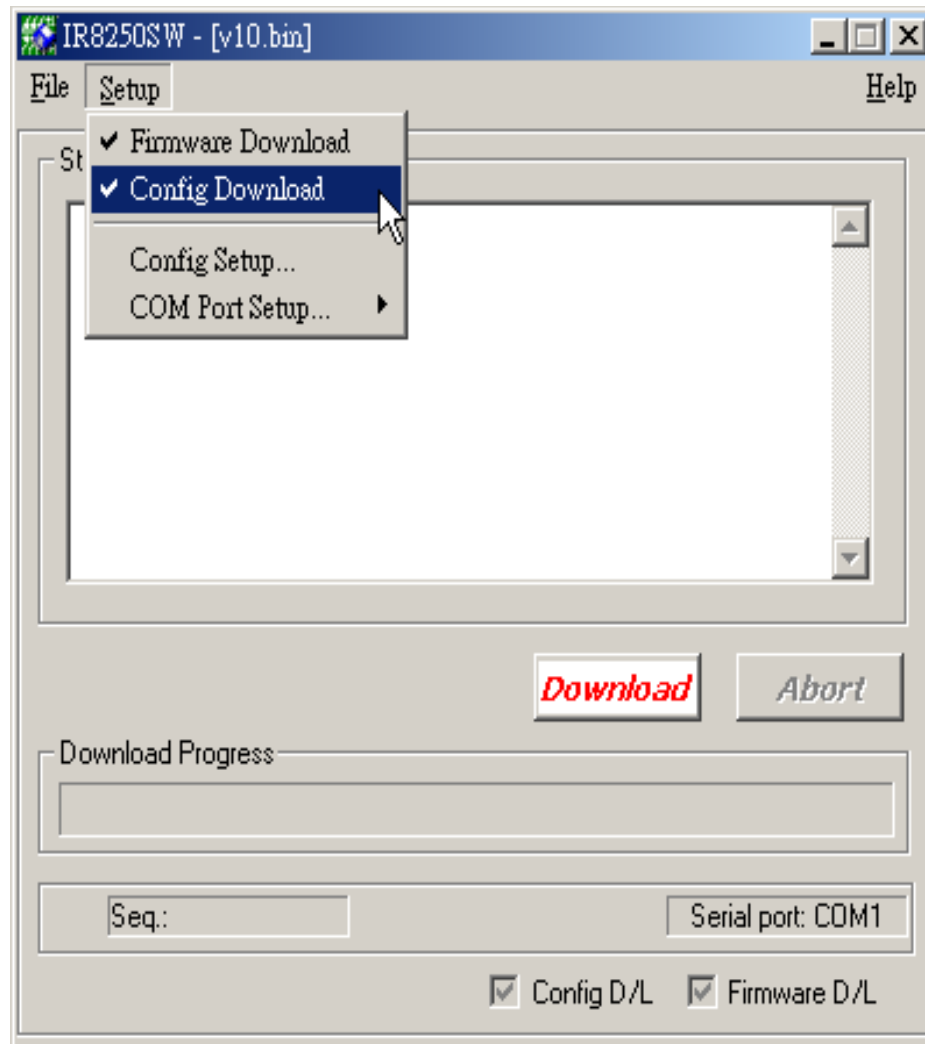 IR8250SW - [v10.bin]
File Setup Help
Firmware Download
Config Download
Config Setup...
COM Port Setup...
St
Download Abort
Download Progress
Seq.: Serial port: COM1
Config D/L Firmware D/L